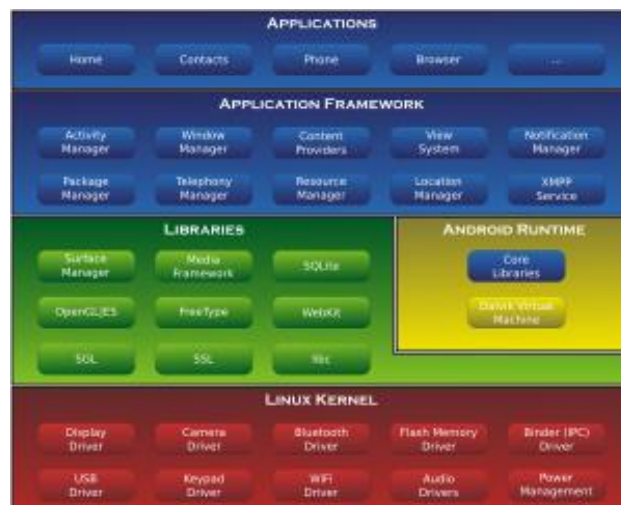 APPLICATIONS
Home Contacts Phone Browser ...
APPLICATION FRAMEWORK
Activity Manager Window Manager Content Providers View System Notification Manager
Package Manager Telephony Manager Resource Manager Location Manager XMPP Service
LIBRARIES
Surface Manager Media Framework SQLite
OpenGL|ES FreeType WebKit
SGL SSL libc
ANDROID RUNTIME
Core Libraries
Dalvik Virtual Machine
LINUX KERNEL
Display Driver Camera Driver Bluetooth Driver Flash Memory Driver Binder (IPC) Driver
USB Driver Keypad Driver WiFi Driver Audio Drivers Power Management